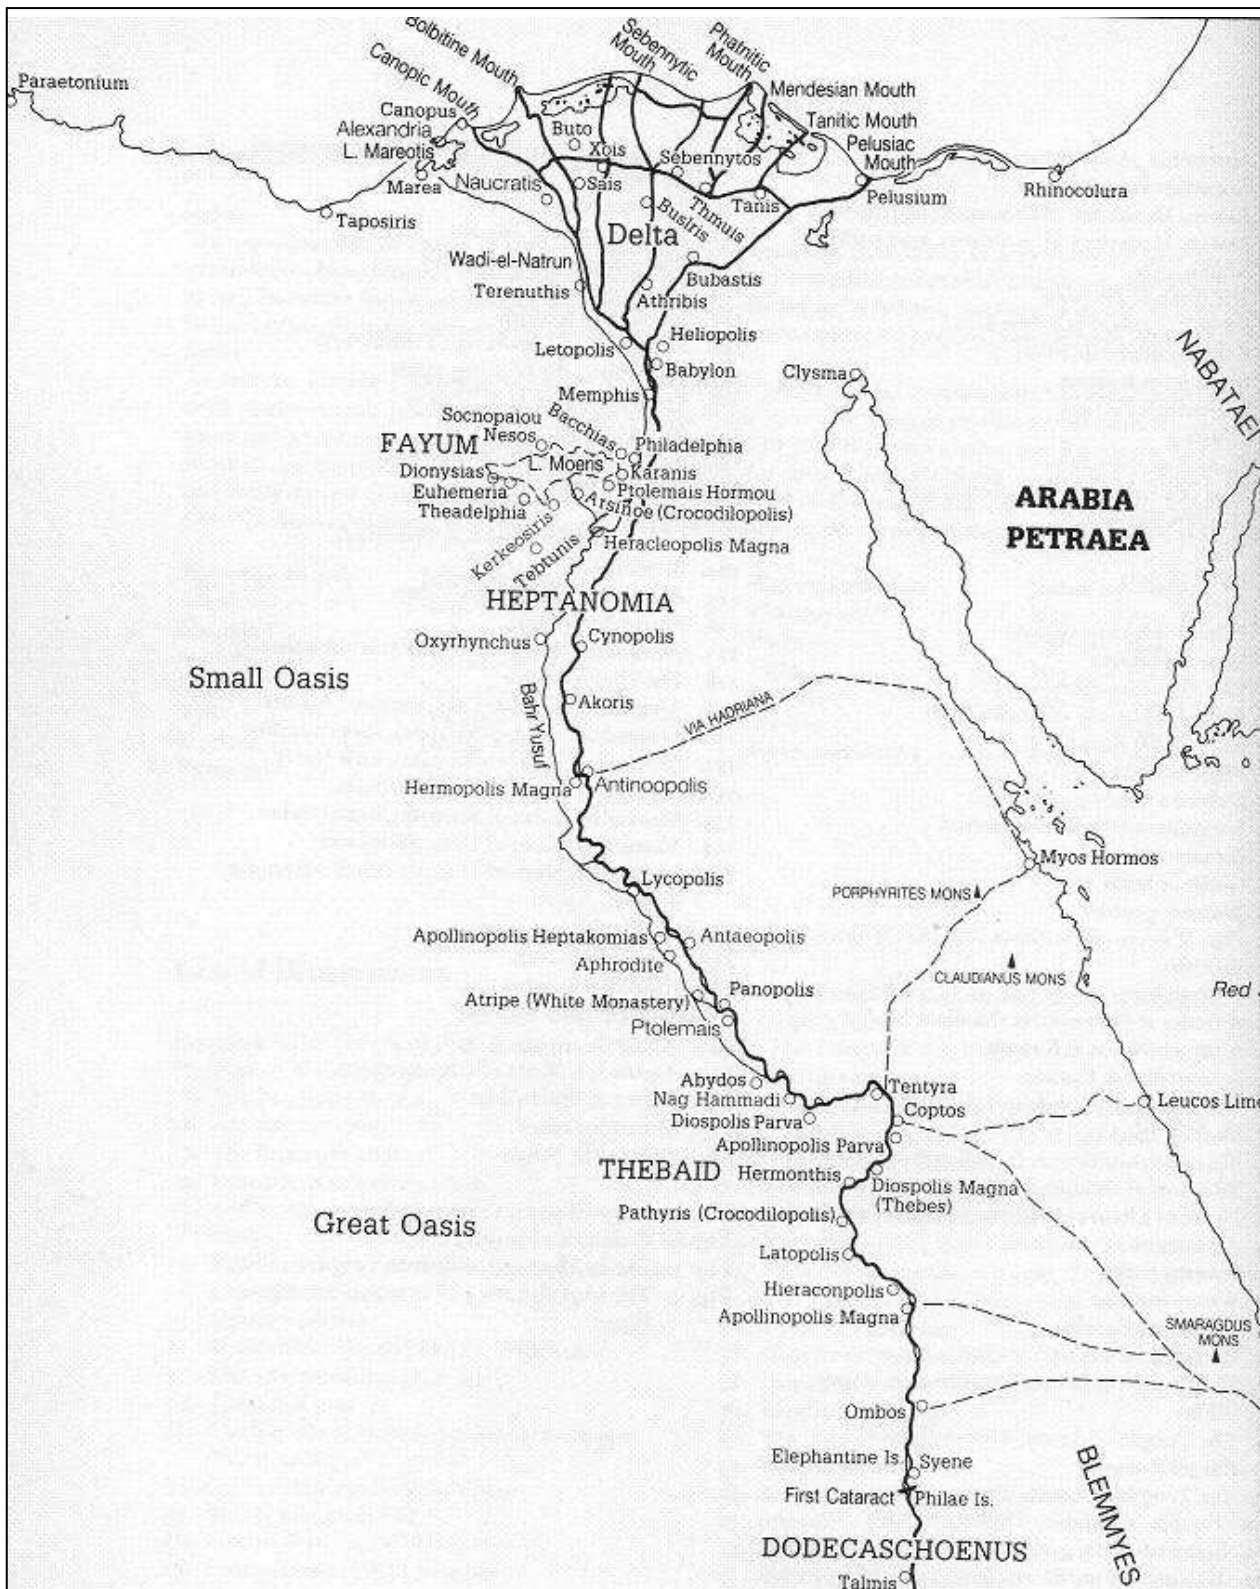 Bolbitine Mouth
Sebennytic
Mouth
Phatnitic
Mouth
Canopic Mouth
Paraetonium
Mendesian Mouth
Canopus
Alexandria
L. Mareotis
Marea
Taposiris
Buto
Xois
Tanitic Mouth
Pelusiac
Mouth
Sebennytos
Naucratis
Sais
Busiris
Thmuis
Tanis
Pelusium
Rhinocolura
Delta
Wadi-el-Natrun
Terenuthis
Bubastis
Athribis
Heliopolis
Letopolis
Babylon
Clysma
NABATAEI
Memphis
Socnopaiou
Nesos
Bacchias
Philadelphia
FAYUM
L. Moeris
Dionysias
Karanis
Euhemeria
Ptolemais Hormou
Theadelphia
Arsinoe (Crocodilopolis)
ARABIA
PETRAEA
Kerkeosiris
Tebtunis
Heracleopolis Magna
HEPTANOMIA
Oxyrhynchus
Cynopolis
Small Oasis
Bahr Yusuf
Akoris
VIA HADRIANA
Hermopolis Magna
Antinoopolis
Myos Hormos
Lycopolis
PORPHYRITES MONS
Apollinopolis Heptakomias
Antaeopolis
Aphrodite
CLAUDIANUS MONS
Red
Atripe (White Monastery)
Panopolis
Ptolemais
Abydos
Tentyra
Nag Hammadi
Coptos
Leucos Lime
Diospolis Parva
Apollinopolis Parva
THEBAID
Hermonthis
Diospolis Magna
(Thebes)
Great Oasis
Pathyris (Crocodilopolis)
Latopolis
Hieraconpolis
Apollinopolis Magna
SMARAGDUS
MONS
Ombos
Elephantine Is.
Syene
First Cataract
Philae Is.
BLEMMYES
DODECASCHOENUS
Talmis